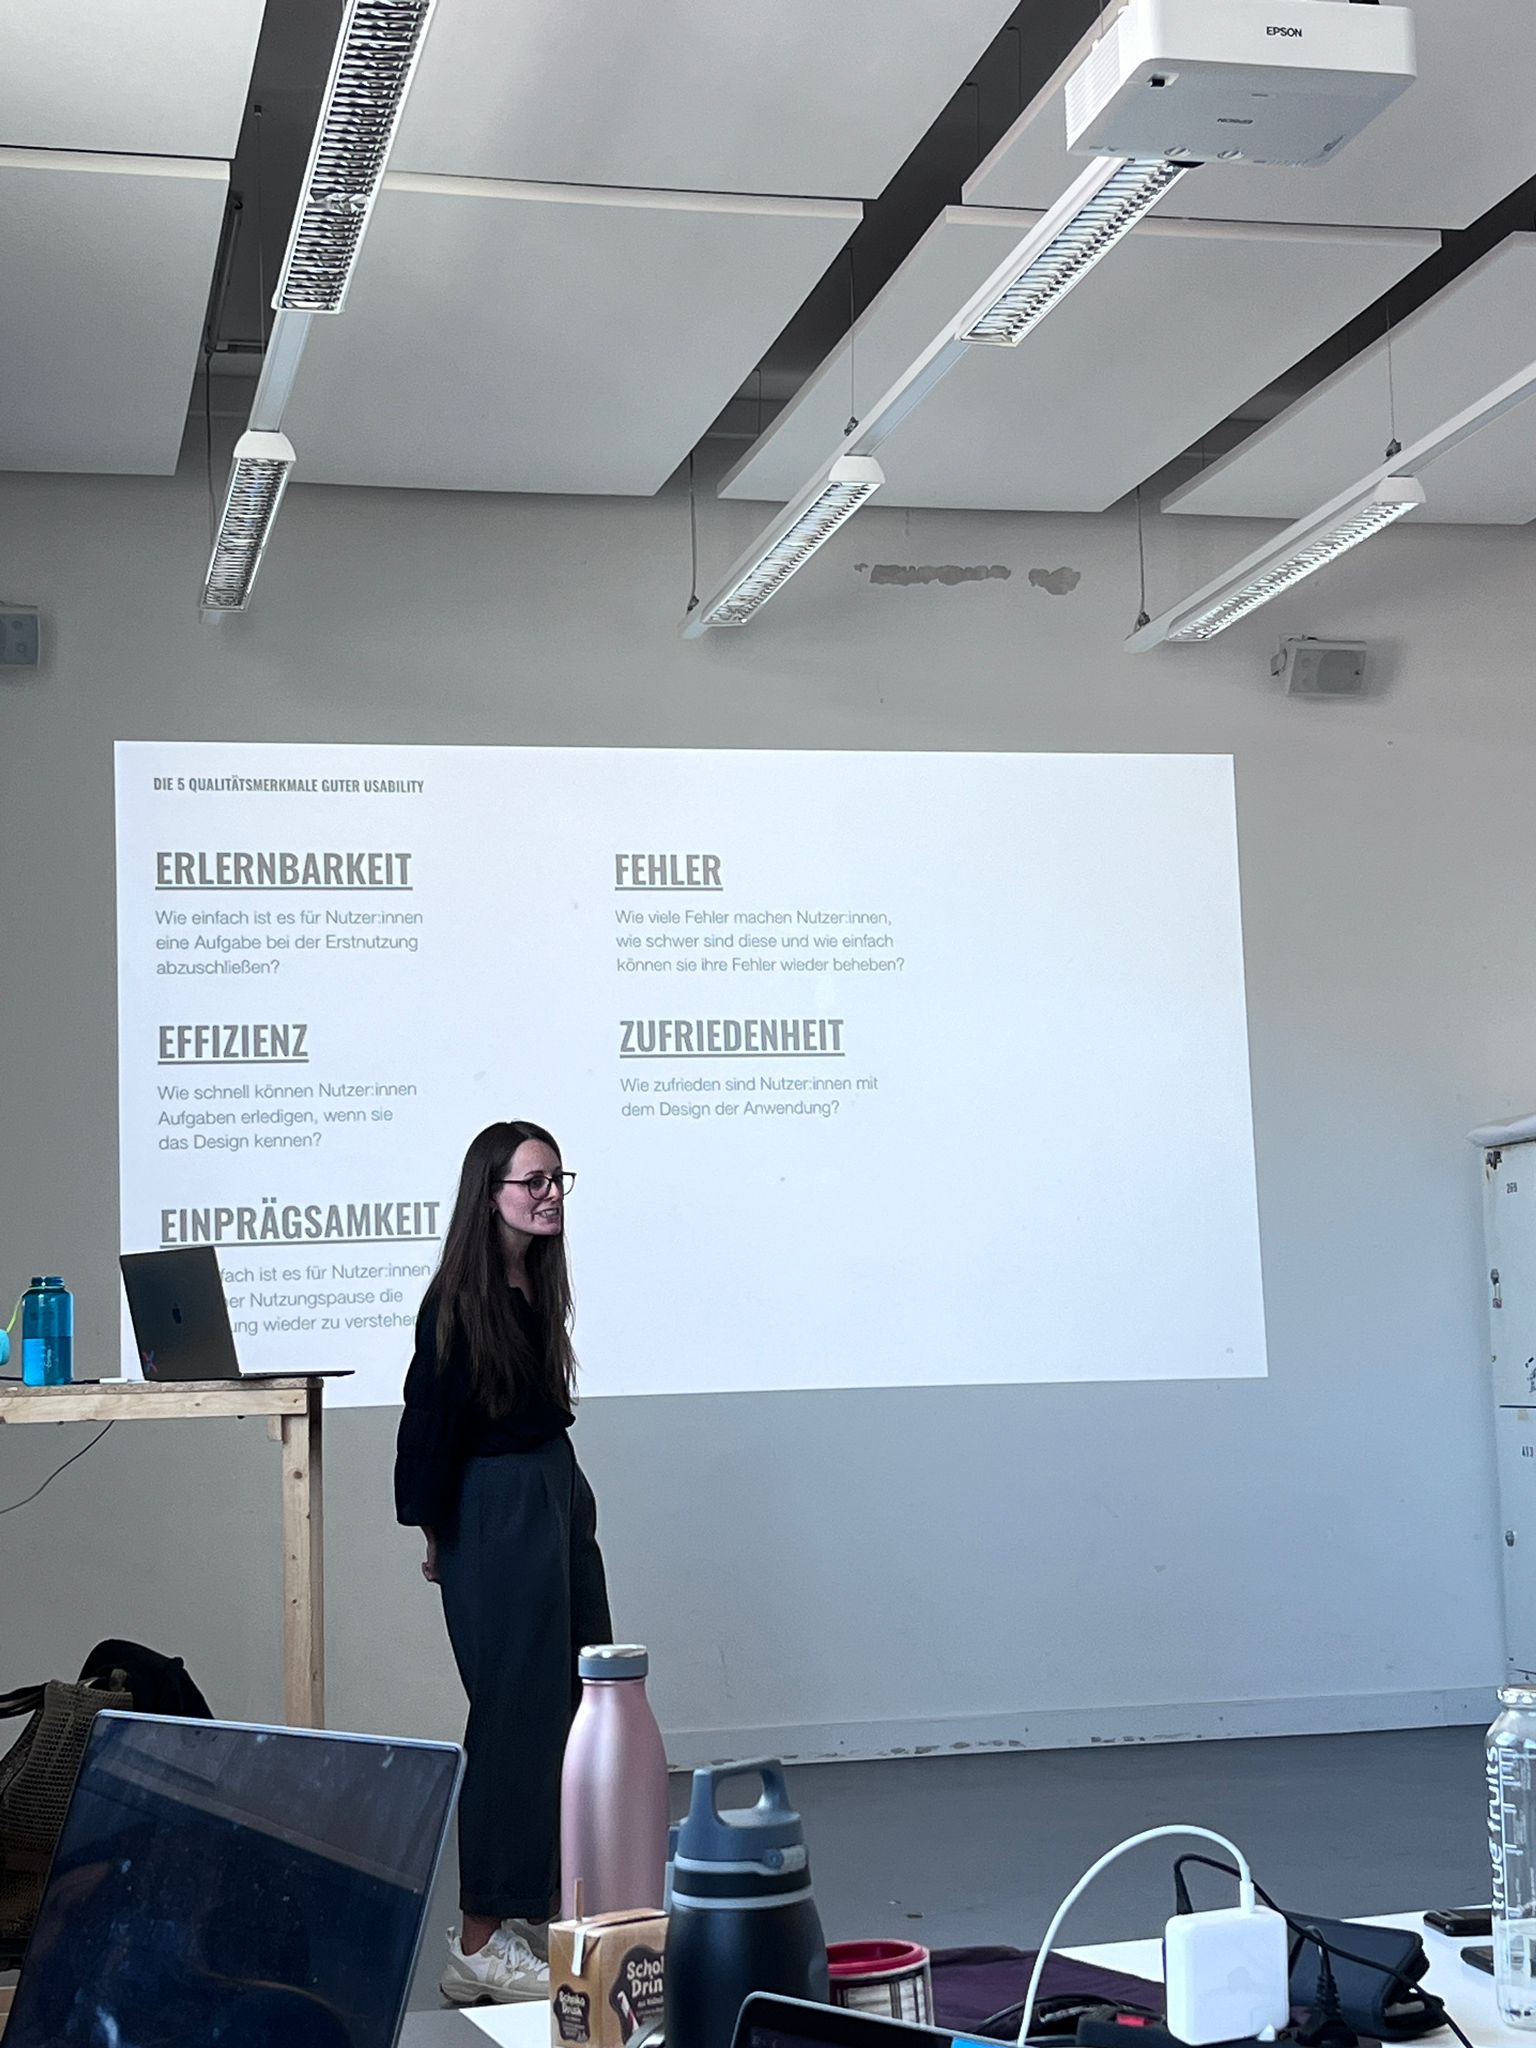 EPSON
EPSON
DIE 5 QUALITÄTSMERKMALE GUTER USABILITY
ERLERNBARKEIT
Wie einfach ist es für Nutzer:innen
eine Aufgabe bei der Erstnutzung
abzuschließen?
EFFIZIENZ
Wie schnell können Nutzer:innen
Aufgaben erledigen, wenn sie
das Design kennen?
EINPRÄGSAMKEIT
ist es für Nutzer:innen
Nutzungspause die
wieder zu
FEHLER
Wie viele Fehler machen Nutzer:innen,
wie schwer sind diese und wie einfach
können sie ihre Fehler wieder beheben?
ZUFRIEDENHEIT
Wie zufrieden sind Nutzer:innen mit
dem Design der Anwendung?
Schoko
Drink
true fruits